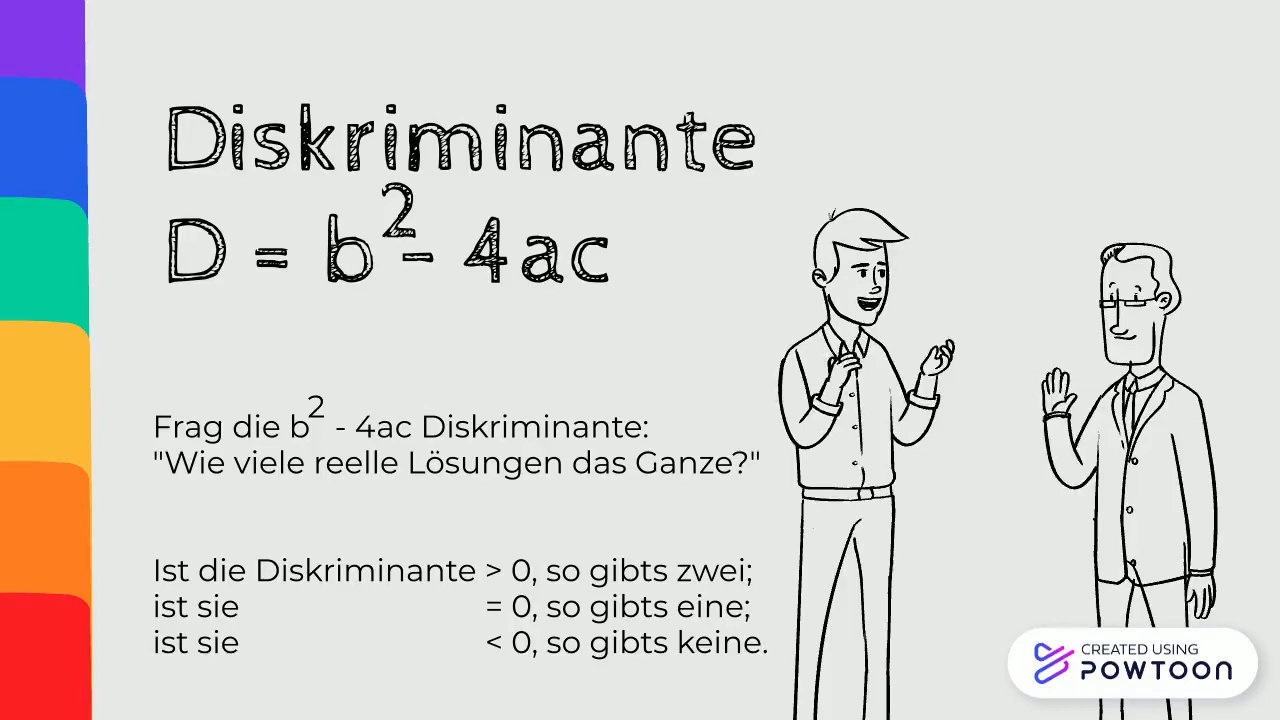 Diskriminante
D = b² - 4ac
Frag die b² - 4ac Diskriminante:
"Wie viele reelle Lösungen das Ganze?"
Ist die Diskriminante > 0, so gibts zwei;
ist sie = 0, so gibts eine;
ist sie < 0, so gibts keine.
CREATED USING
POWTOON